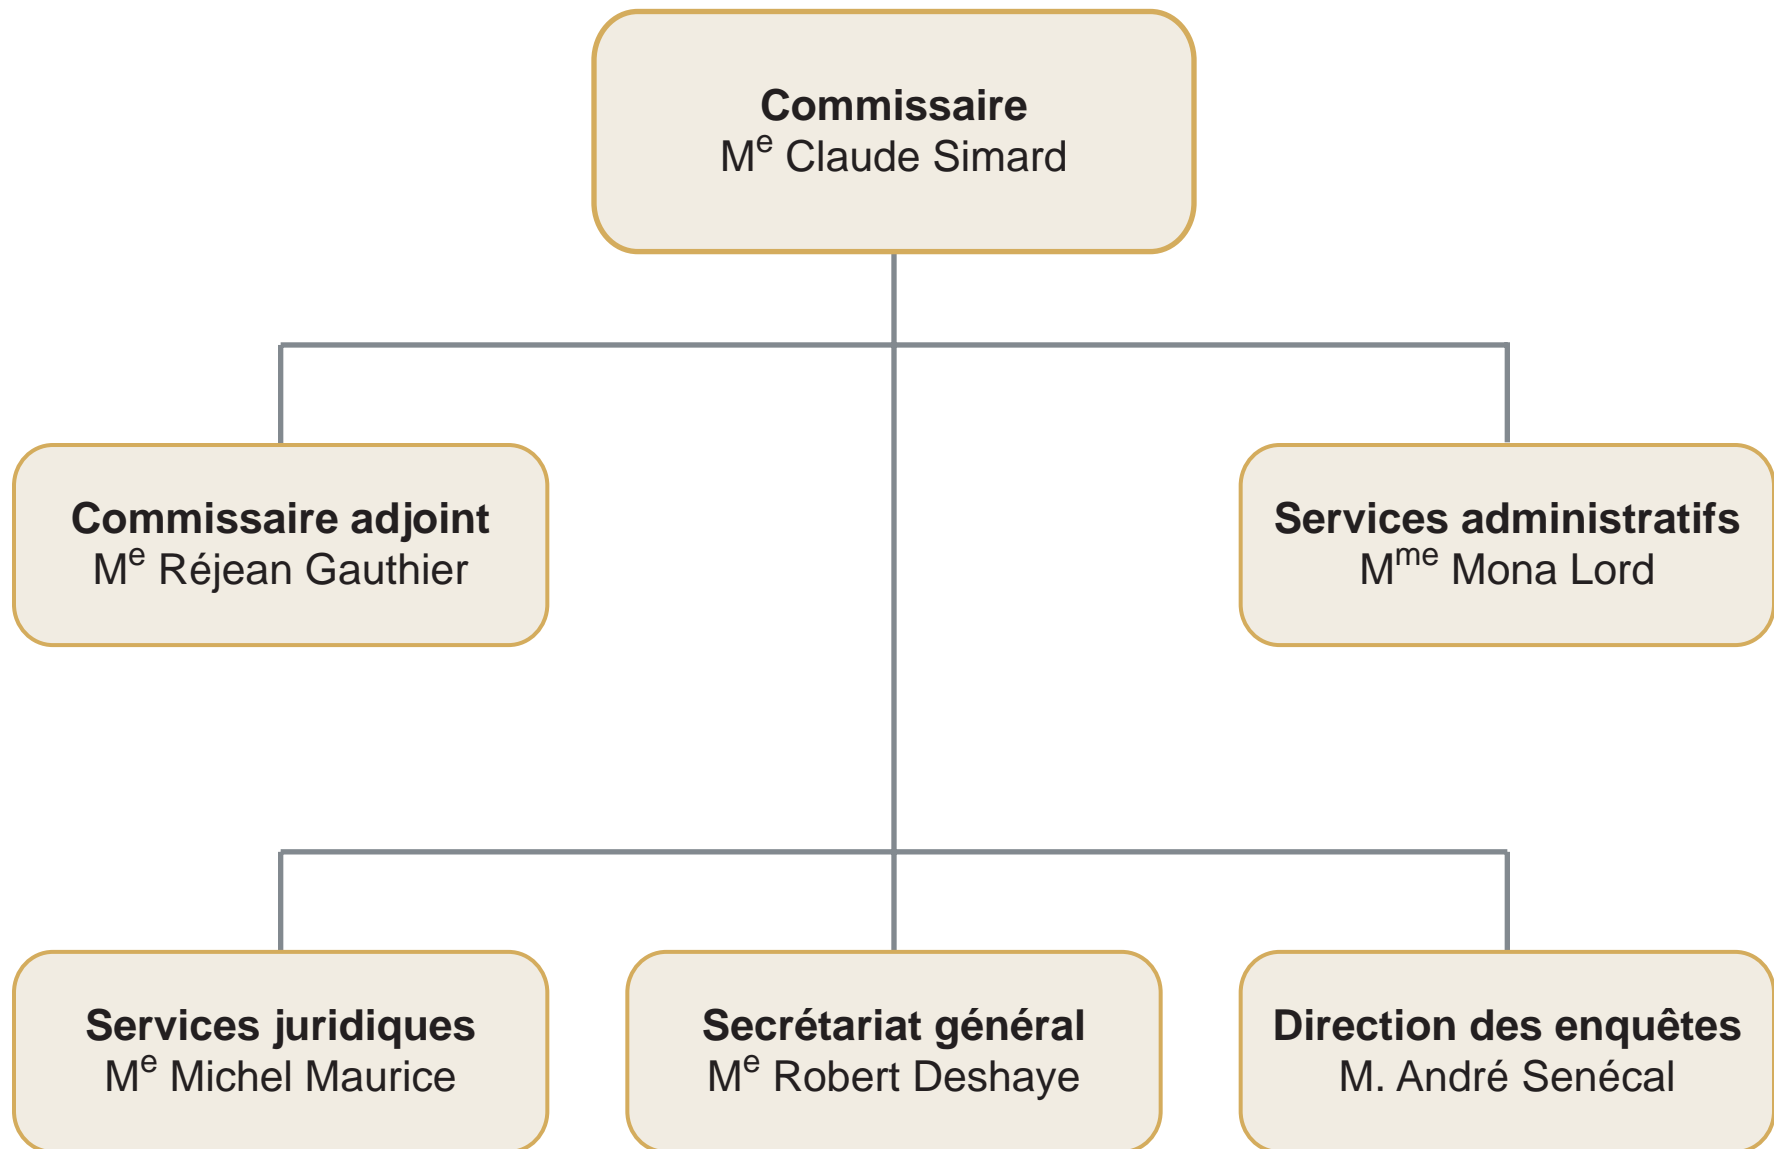 Commissaire
Me Claude Simard
Commissaire adjoint
Me Réjean Gauthier
Services administratifs
Mme Mona Lord
Services juridiques
Me Michel Maurice
Secrétariat général
Me Robert Deshaye
Direction des enquêtes
M. André Senécal